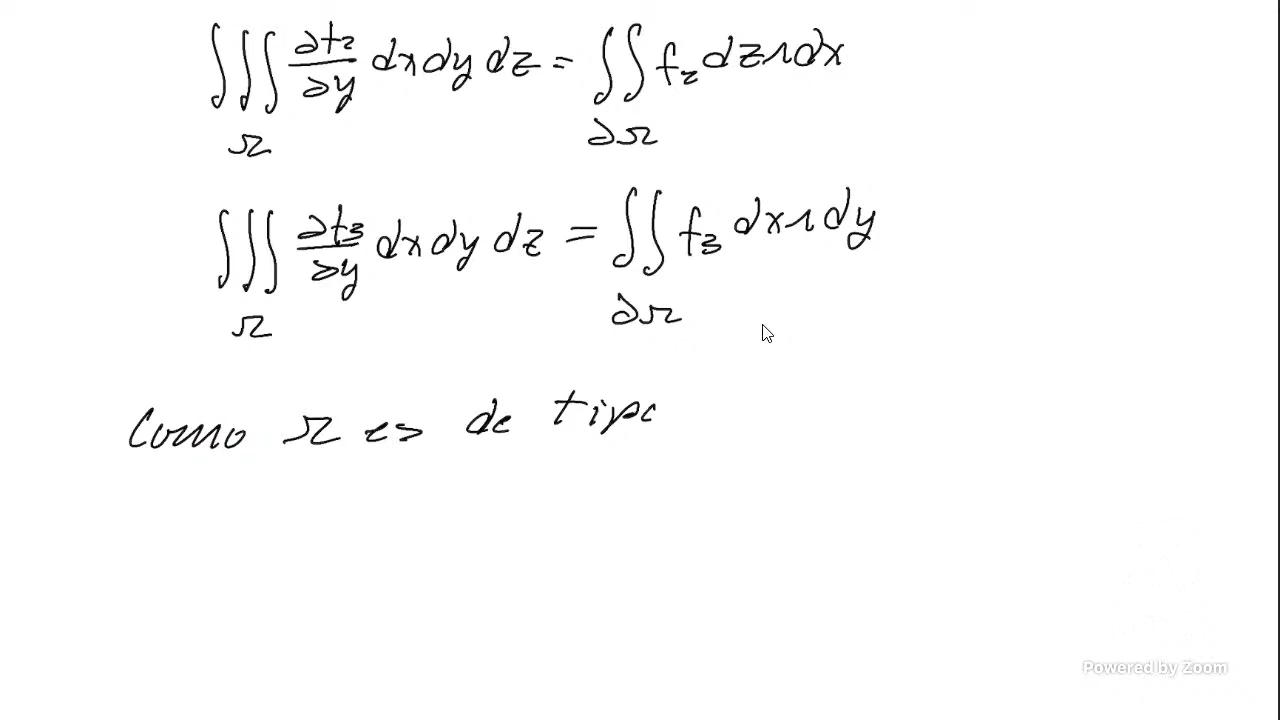 ∫∫∫_Ω ∂f₂/∂y dx dy dz = ∫∫_∂Ω f₂ dz∧dx
∫∫∫_Ω ∂f₃/∂y dx dy dz = ∫∫_∂Ω f₃ dx∧dy
Como Ω es de tipo
Powered by Zoom